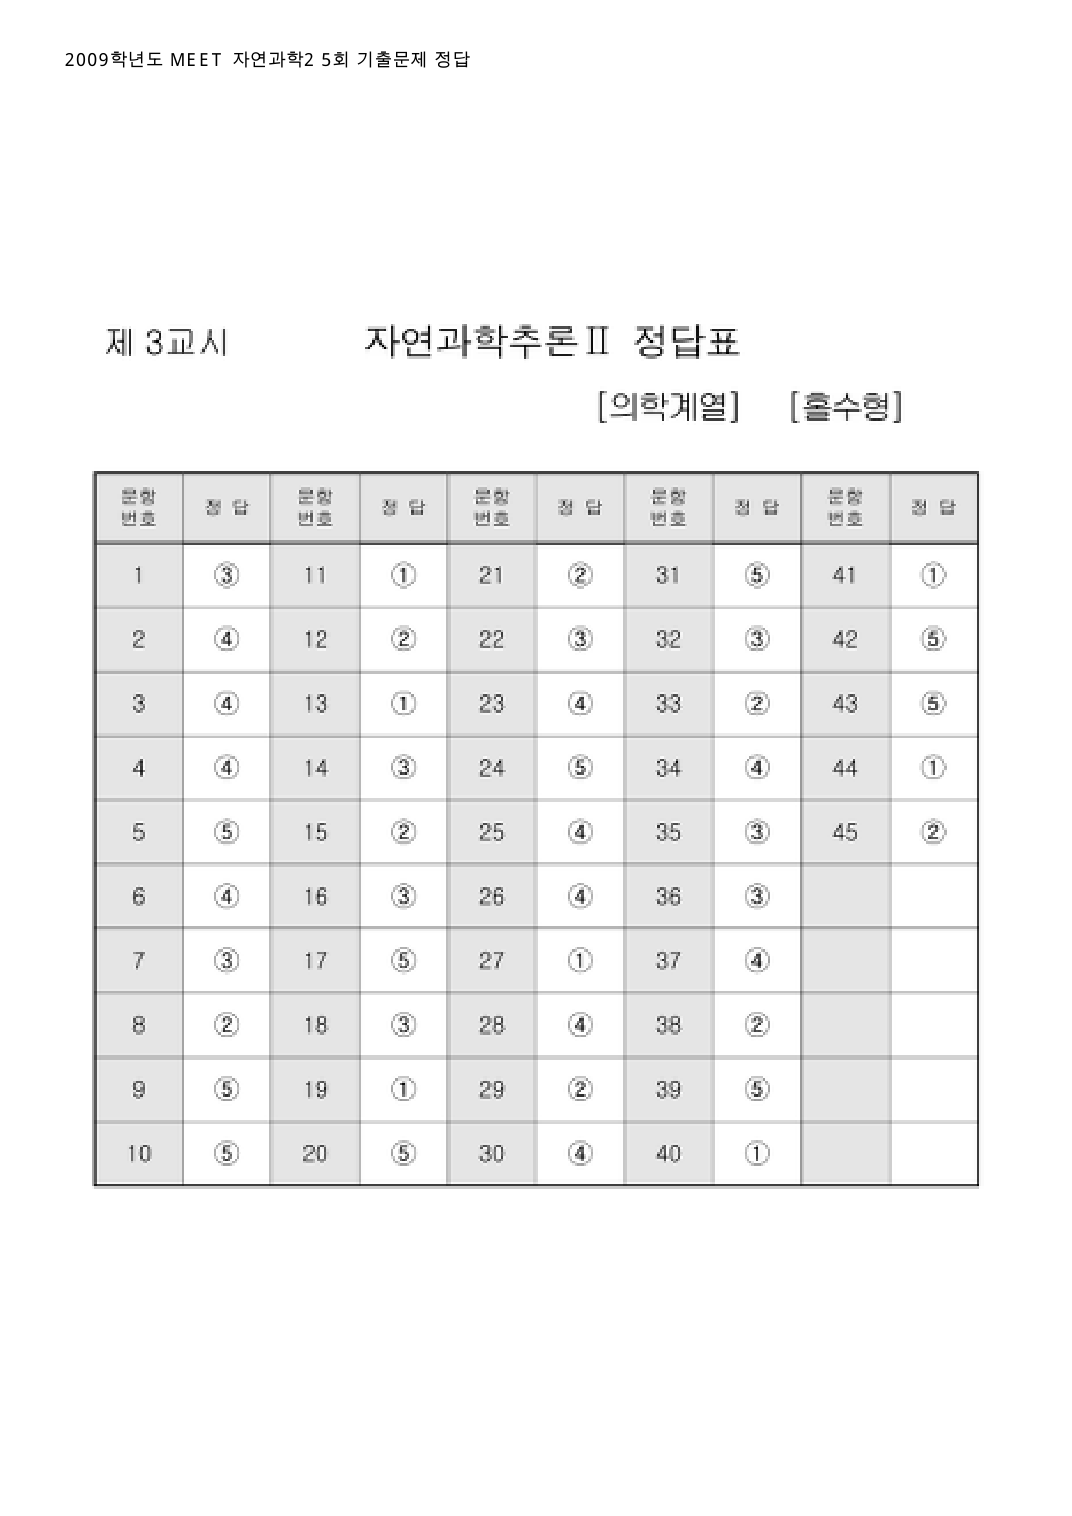 2009학년도 MEET 자연과학2 5회 기출문제 정답
제 3교시 자연과학추론Ⅱ 정답표
[의학계열] [홀수형]
문항 번호 정 답 문항 번호 정 답 문항 번호 정 답 문항 번호 정 답 문항 번호 정 답
1 ③ 11 ① 21 ② 31 ⑤ 41 ①
2 ④ 12 ② 22 ③ 32 ③ 42 ⑤
3 ④ 13 ① 23 ④ 33 ② 43 ⑤
4 ④ 14 ③ 24 ⑤ 34 ④ 44 ①
5 ⑤ 15 ② 25 ④ 35 ③ 45 ②
6 ④ 16 ③ 26 ④ 36 ③
7 ③ 17 ⑤ 27 ① 37 ④
8 ② 18 ③ 28 ④ 38 ②
9 ⑤ 19 ① 29 ② 39 ⑤
10 ⑤ 20 ⑤ 30 ④ 40 ①